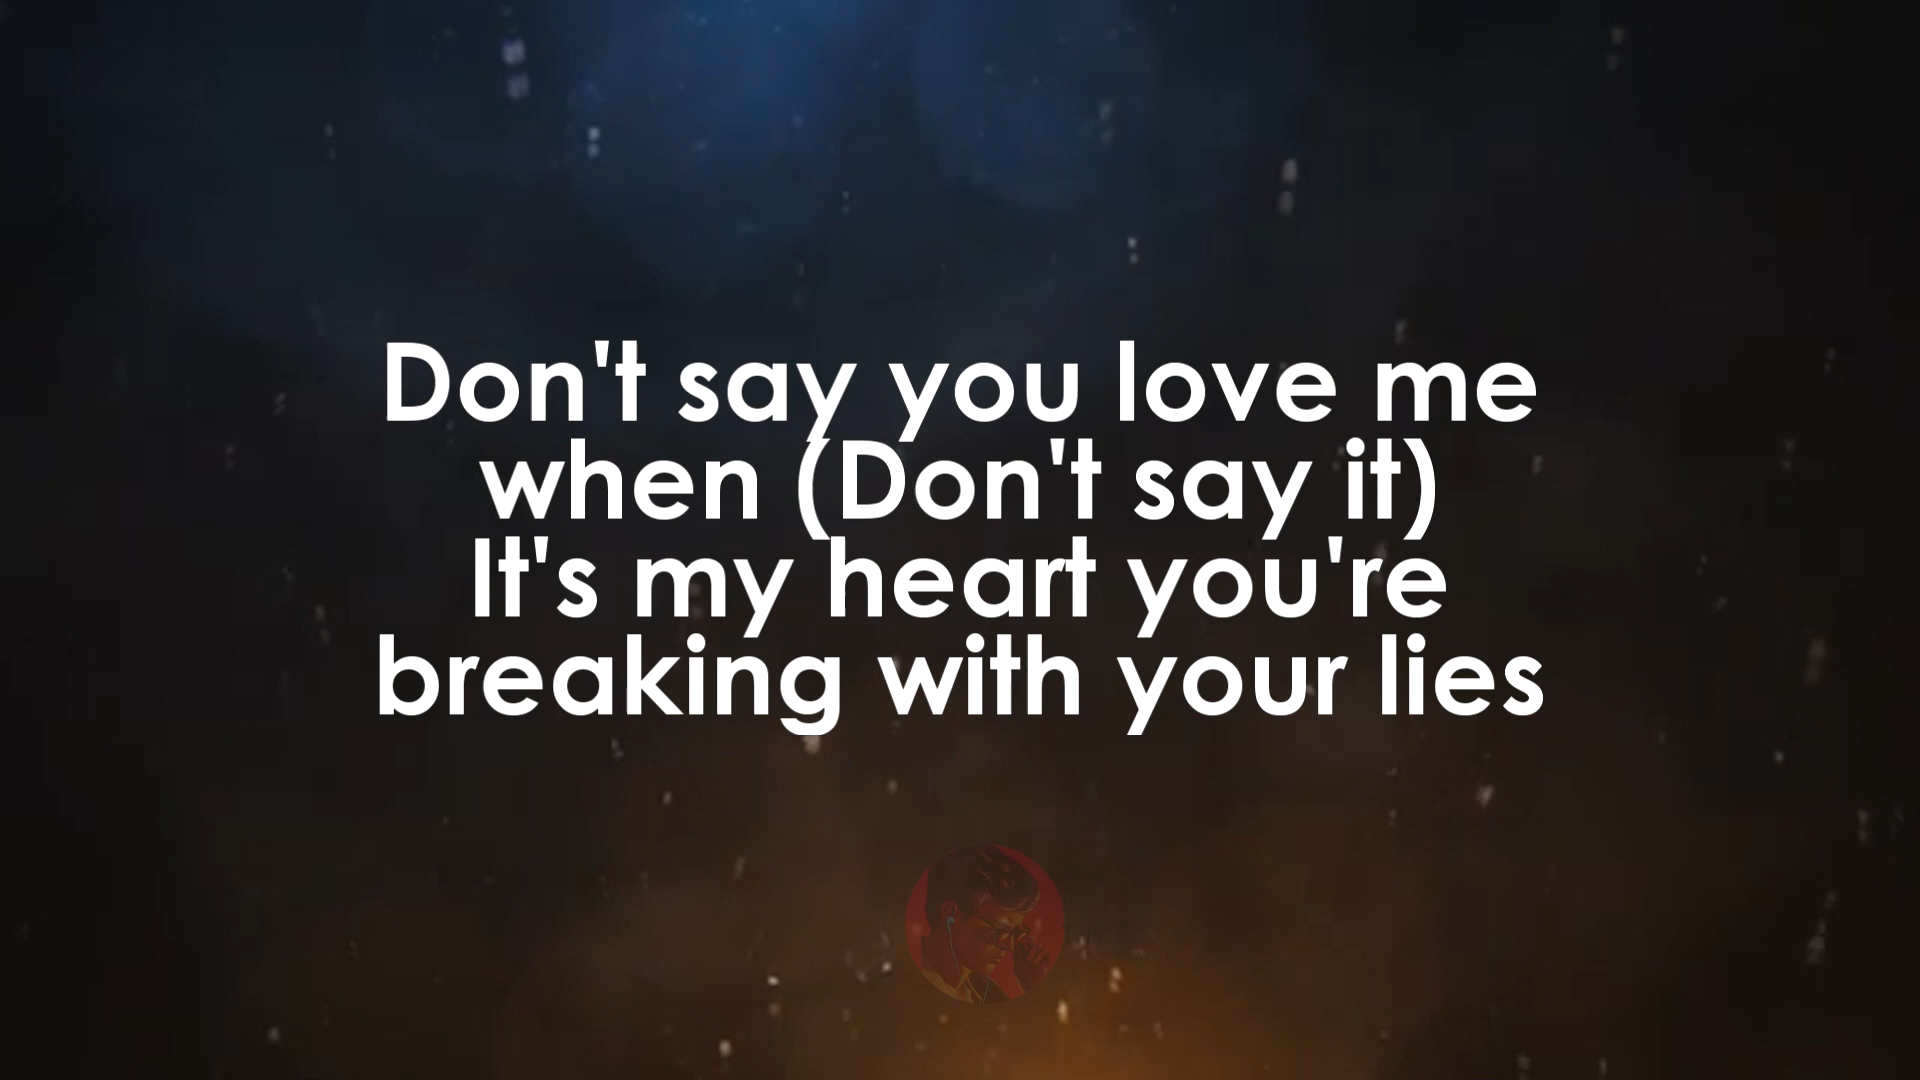 Don't say you love me
when (Don't say it)
It's my heart you're
breaking with your lies